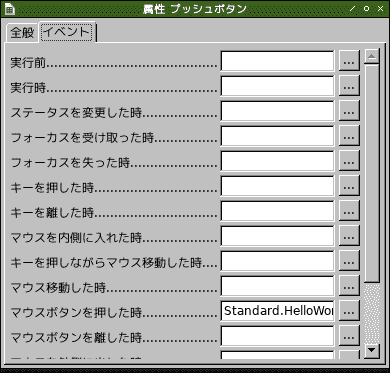 属性 プッシュボタン
全般 イベント
実行前.............................................. ...
実行時.............................................. ...
ステータスを変更した時.................... ...
フォーカスを受け取った時................ ...
フォーカスを失った時........................ ...
キーを押した時.................................. ...
キーを離した時.................................. ...
マウスを内側に入れた時.................... ...
キーを押しながらマウス移動した時.... ...
マウス移動した時.............................. ...
マウスボタンを押した時.................... Standard.HelloWor ...
マウスボタンを離した時.................... ...